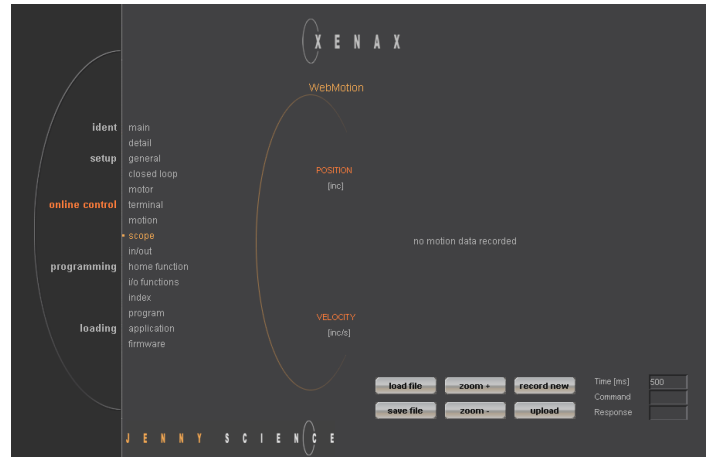 XENAX
WebMotion
ident main
detail
setup general
closed loop
motor
online control terminal
motion
• scope
in/out
programming home function
i/o functions
index
program
loading application
firmware
POSITION
[inc]
no motion data recorded
VELOCITY
[inc/s]
load file zoom + record new
save file zoom - upload
Time [ms] 500
Command
Response
JENNY SCIENCE